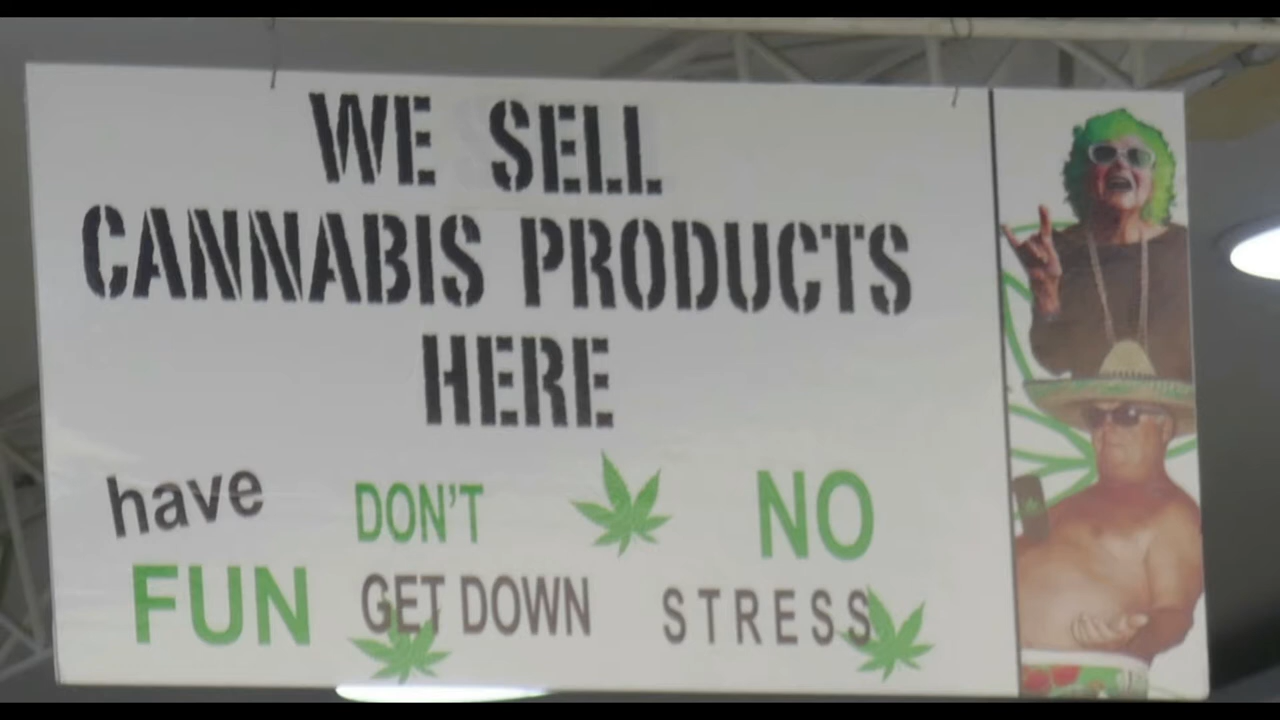 WE SELL
CANNABIS PRODUCTS
HERE
have
FUN
DON'T
GET DOWN
NO
STRESS